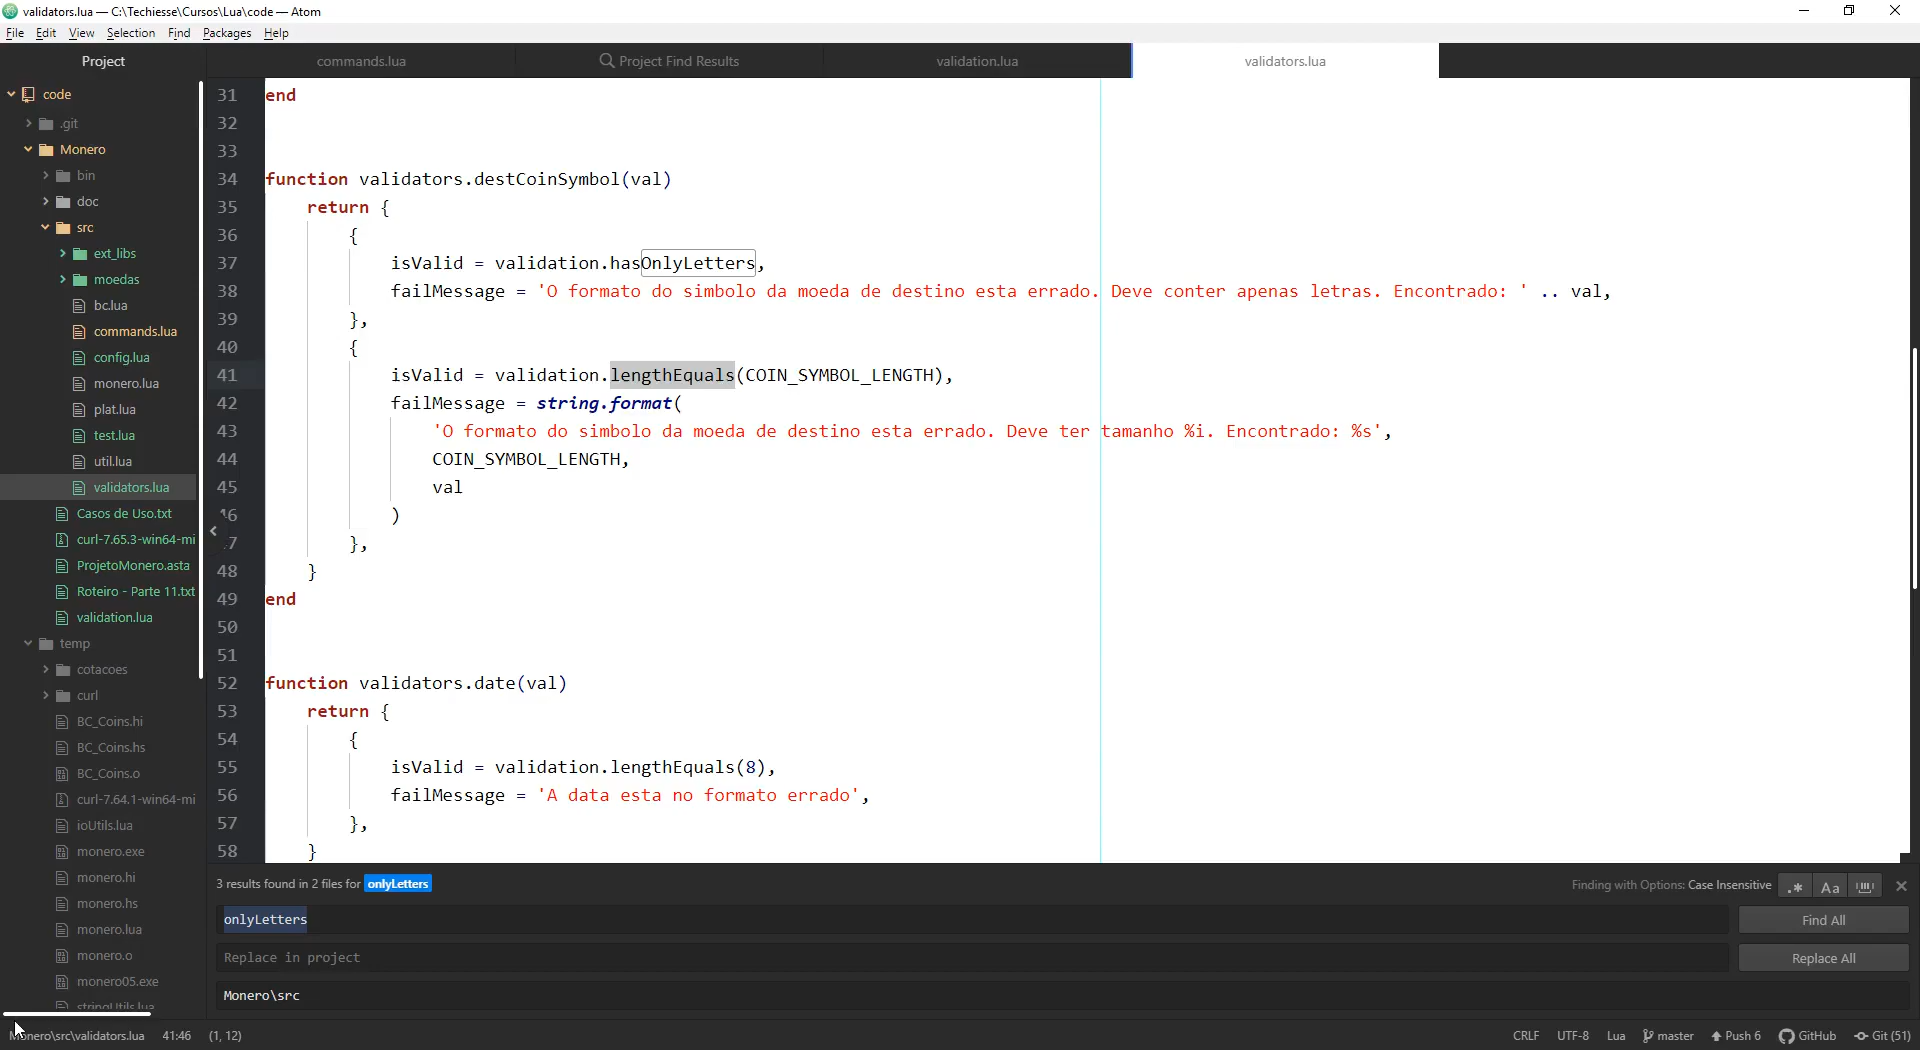 validators.lua — C:\Techiesse\Cursos\Lua\code — Atom
File Edit View Selection Find Packages Help
Project
commands.lua
Project Find Results
validation.lua
validators.lua
code
.git
Monero
bin
doc
src
ext_libs
moedas
bc.lua
commands.lua
config.lua
monero.lua
plat.lua
test.lua
util.lua
validators.lua
Casos de Uso.txt
curl-7.65.3-win64-mi
ProjetoMonero.asta
Roteiro - Parte 11.txt
validation.lua
temp
cotacoes
curl
BC_Coins.hi
BC_Coins.hs
BC_Coins.o
curl-7.64.1-win64-mi
ioUtils.lua
monero.exe
monero.hi
monero.hs
monero.lua
monero.o
monero05.exe
stringUtils.lua
31 end
32
33
34 function validators.destCoinSymbol(val)
35 return {
36 {
37 isValid = validation.hasOnlyLetters,
38 failMessage = 'O formato do simbolo da moeda de destino esta errado. Deve conter apenas letras. Encontrado: ' .. val,
39 },
40 {
41 isValid = validation.lengthEquals(COIN_SYMBOL_LENGTH),
42 failMessage = string.format(
43 'O formato do simbolo da moeda de destino esta errado. Deve ter tamanho %i. Encontrado: %s',
44 COIN_SYMBOL_LENGTH,
45 val
46 )
47 },
48 }
49 end
50
51
52 function validators.date(val)
53 return {
54 {
55 isValid = validation.lengthEquals(8),
56 failMessage = 'A data esta no formato errado',
57 },
58 }
3 results found in 2 files for onlyLetters
Finding with Options: Case Insensitive .* Aa
onlyLetters
Find All
Replace in project
Replace All
Monero\src
Monero\src\validators.lua 41:46 (1, 12)
CRLF UTF-8 Lua master Push 6 GitHub Git (51)